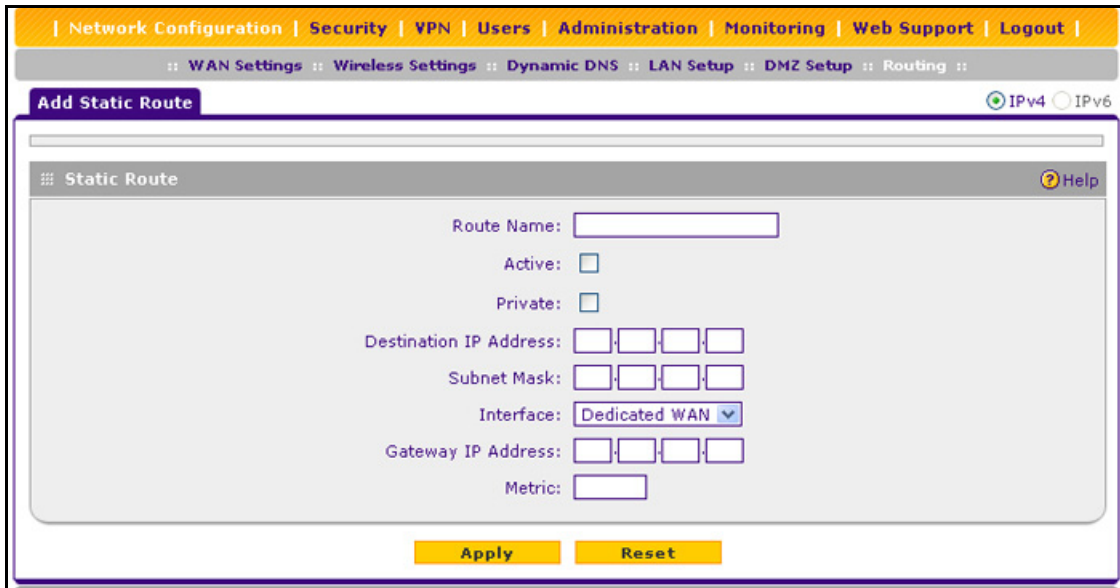 | Network Configuration | Security | VPN | Users | Administration | Monitoring | Web Support | Logout |
:: WAN Settings :: Wireless Settings :: Dynamic DNS :: LAN Setup :: DMZ Setup :: Routing ::
Add Static Route IPv4 IPv6
Static Route ? Help
Route Name:
Active:
Private:
Destination IP Address: . . .
Subnet Mask: . . .
Interface: Dedicated WAN
Gateway IP Address: . . .
Metric:
Apply Reset